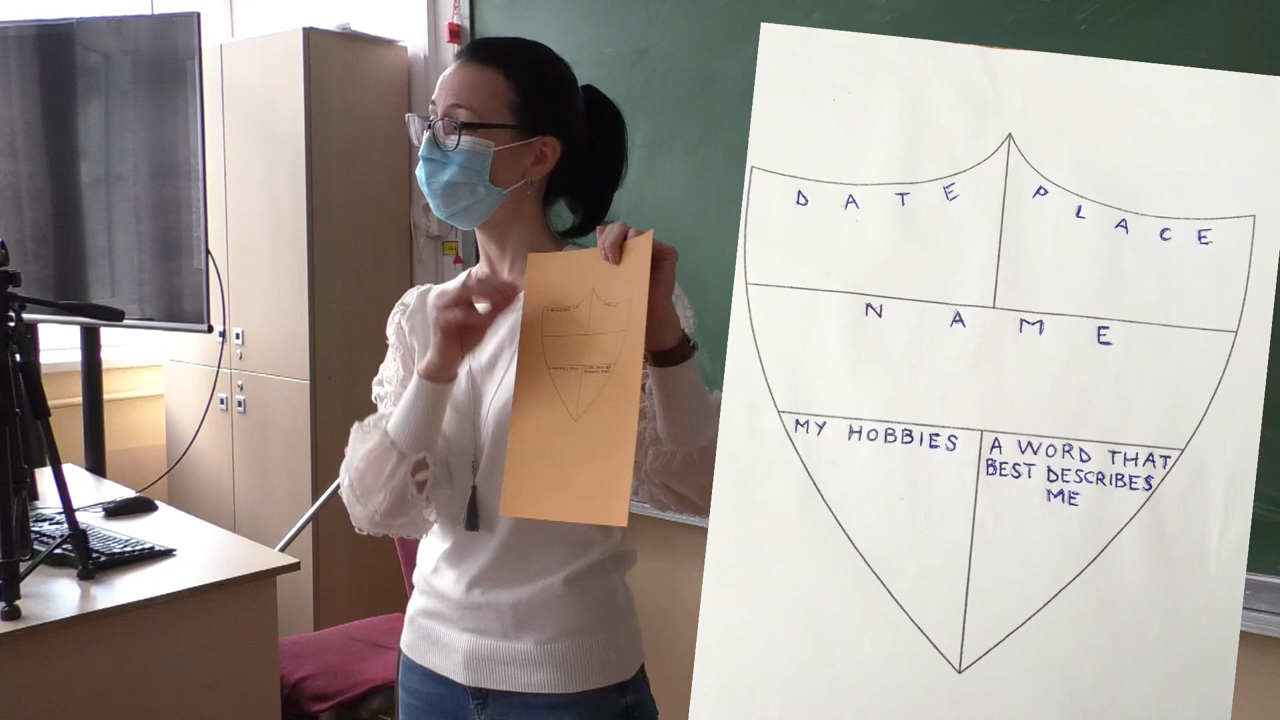 DATE PLACE
NAME
MY HOBBIES
A WORD THAT
BEST DESCRIBES
ME